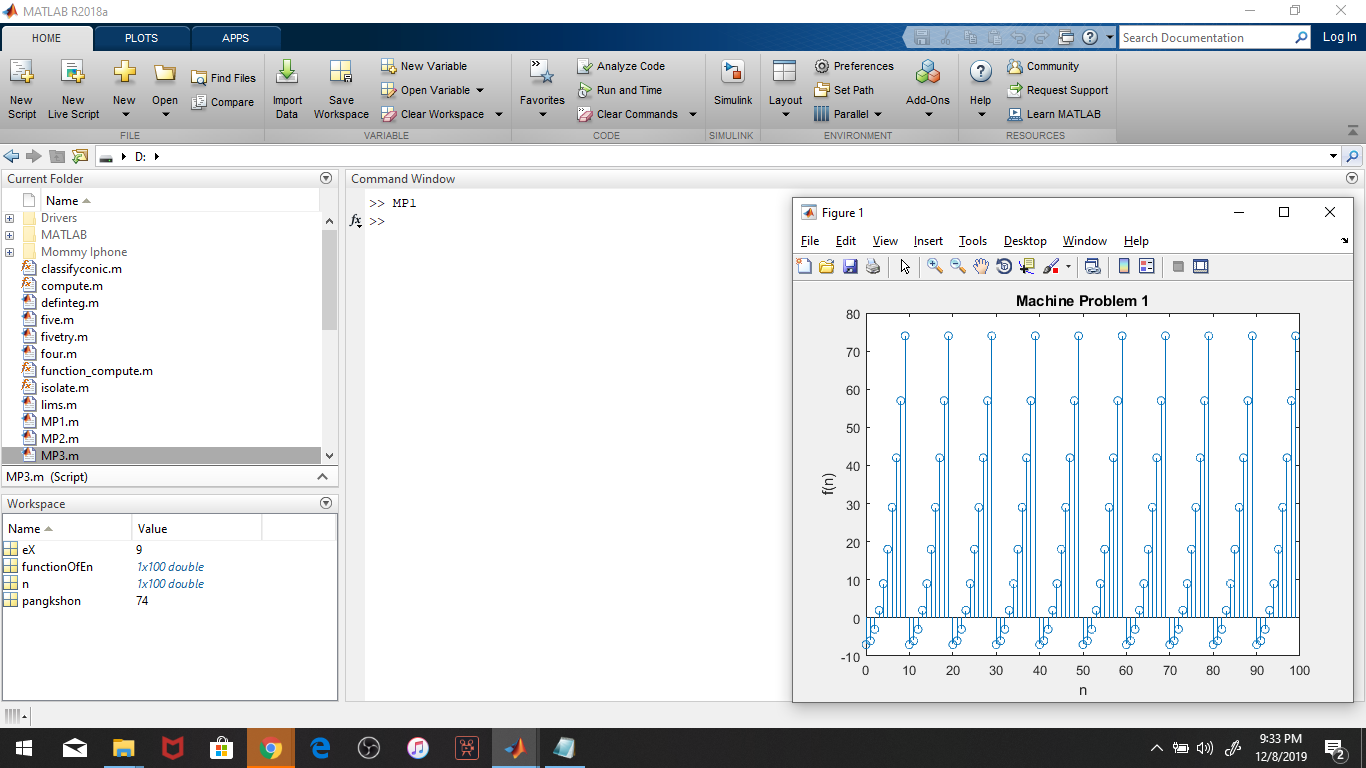 MATLAB R2018a
HOME PLOTS APPS
Search Documentation
Log In
New Script
New Live Script
New
Open
Find Files
Compare
FILE
Import Data
Save Workspace
New Variable
Open Variable
Clear Workspace
VARIABLE
Favorites
Analyze Code
Run and Time
Clear Commands
CODE
Simulink
SIMULINK
Layout
Preferences
Set Path
Parallel
Add-Ons
ENVIRONMENT
Help
Community
Request Support
Learn MATLAB
RESOURCES
D:
Current Folder
Name
Drivers
MATLAB
Mommy Iphone
classifyconic.m
compute.m
definteg.m
five.m
fivetry.m
four.m
function_compute.m
isolate.m
lims.m
MP1.m
MP2.m
MP3.m
MP3.m (Script)
Workspace
Name Value
eX 9
functionOfEn 1x100 double
n 1x100 double
pangkshon 74
Command Window
>> MP1
fx >>
Figure 1
File Edit View Insert Tools Desktop Window Help
Machine Problem 1
80
70
60
50
40
30
20
10
0
-10
f(n)
0 10 20 30 40 50 60 70 80 90 100
n
9:33 PM
12/8/2019
2